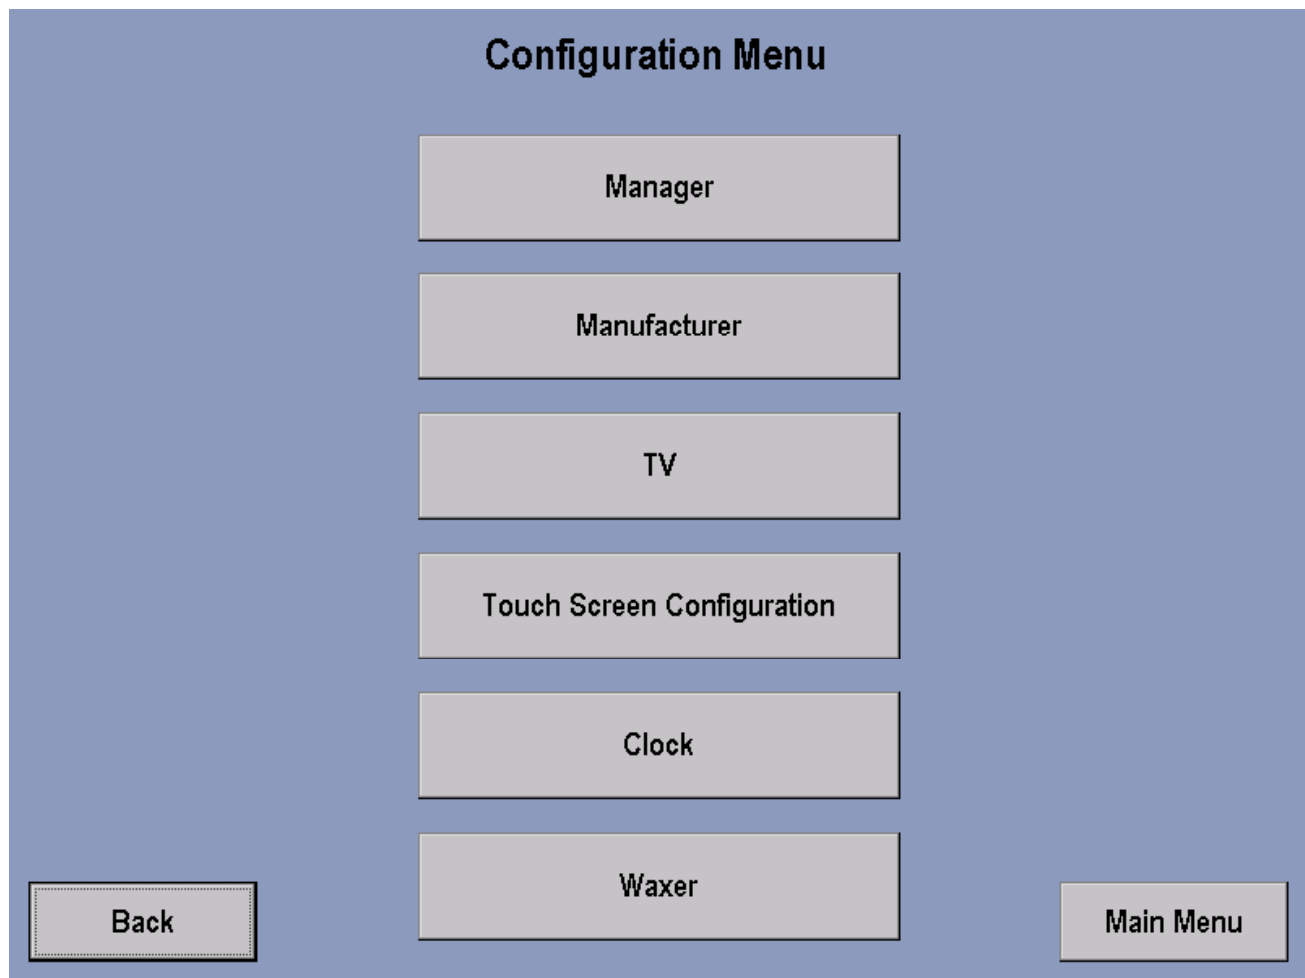 Configuration Menu
Manager
Manufacturer
TV
Touch Screen Configuration
Clock
Waxer
Back
Main Menu